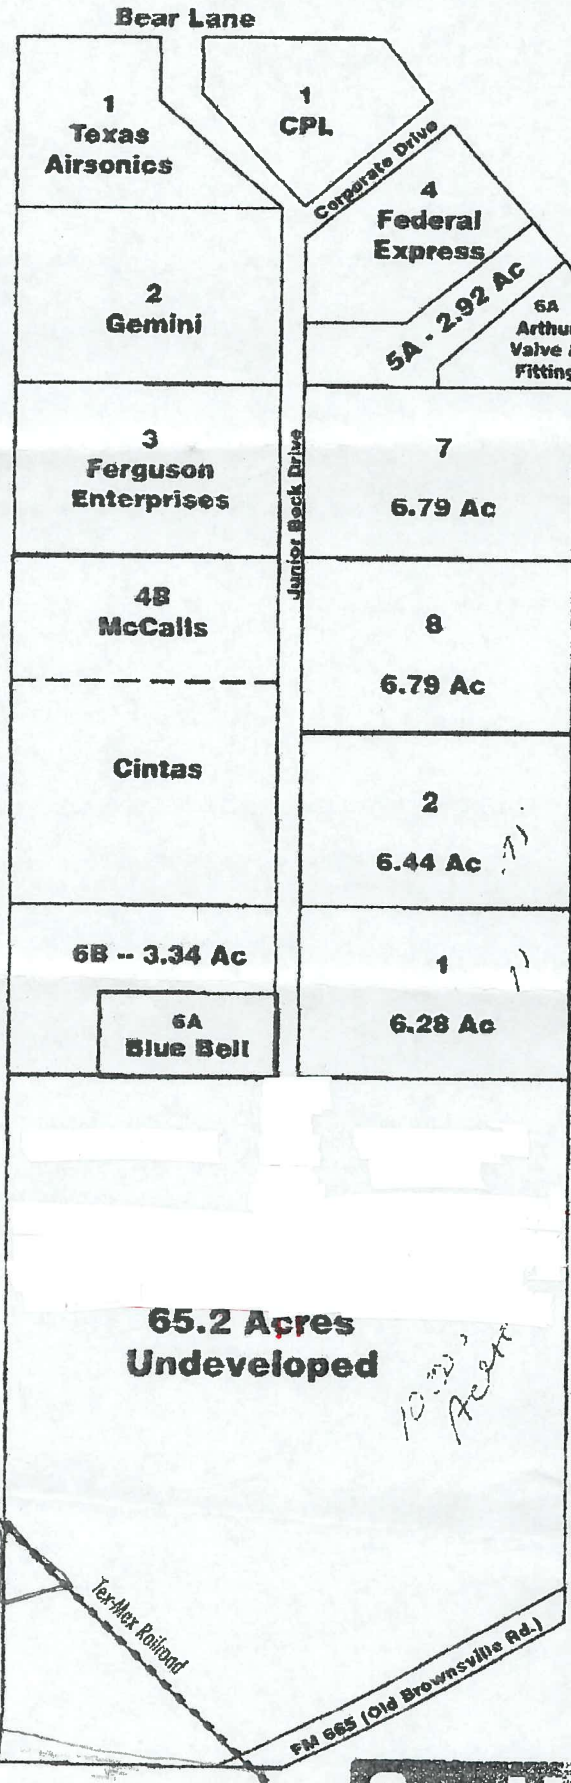 Bear Lane
1
Texas
Airsonics
1
CPL
Corporate Drive
4
Federal
Express
2
Gemini
5A - 2.92 Ac
6A
Arthu
Valve
Fitting
3
Ferguson
Enterprises
Junior Beck Drive
7
6.79 Ac
4B
McCalls
8
6.79 Ac
Cintas
2
6.44 Ac
6B -- 3.34 Ac
1
6.28 Ac
6A
Blue Bell
65.2 Acres
Undeveloped
Acres
Tex-Mex Railroad
FM 665 (Old Brownsville Rd.)